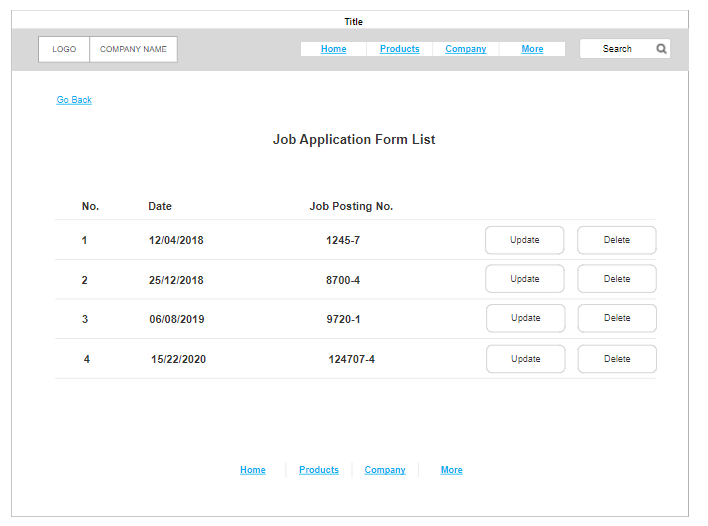 Title
LOGO COMPANY NAME Home Products Company More Search
Go Back
Job Application Form List
No. Date Job Posting No.
1 12/04/2018 1245-7 Update Delete
2 25/12/2018 8700-4 Update Delete
3 06/08/2019 9720-1 Update Delete
4 15/22/2020 124707-4 Update Delete
Home Products Company More